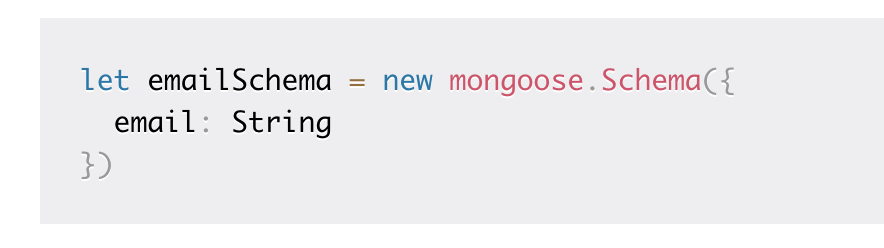 let emailSchema = new mongoose.Schema({
  email: String
})